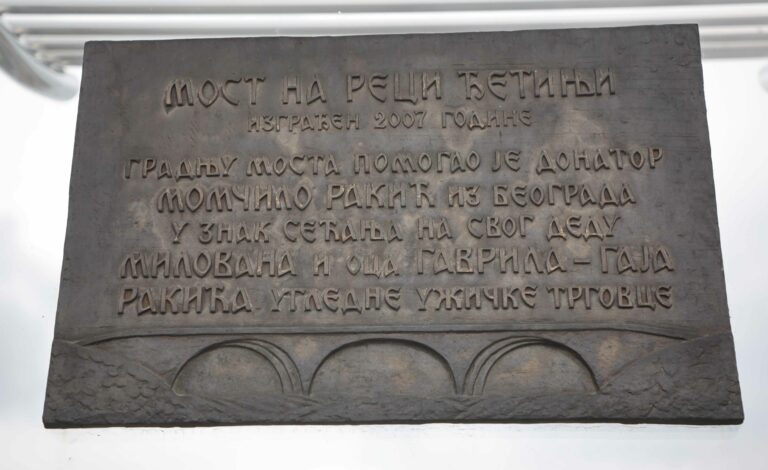 МОСТ НА РЕЦИ ЂЕТИЊИ
ИЗГРАЂЕН 2007 ГОДИНЕ
ГРАДЊУ МОСТА ПОМОГАО ЈЕ ДОНАТОР
МОМЧИЛО РАКИЋ ИЗ БЕОГРАДА
У ЗНАК СЕЋАЊА НА СВОГ ДЕДУ
МИЛОВАНА И ОЦА ГАВРИЛА – ГАЈА
РАКИЋА УГЛЕДНЕ УЖИЧКЕ ТРГОВЦЕ